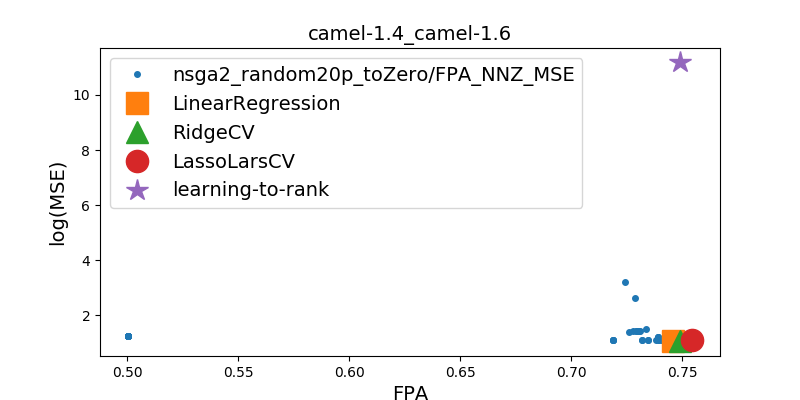 camel-1.4_camel-1.6
nsga2_random20p_toZero/FPA_NNZ_MSE
LinearRegression
RidgeCV
LassoLarsCV
learning-to-rank
log(MSE)
10
8
6
4
2
0.50 0.55 0.60 0.65 0.70 0.75
FPA